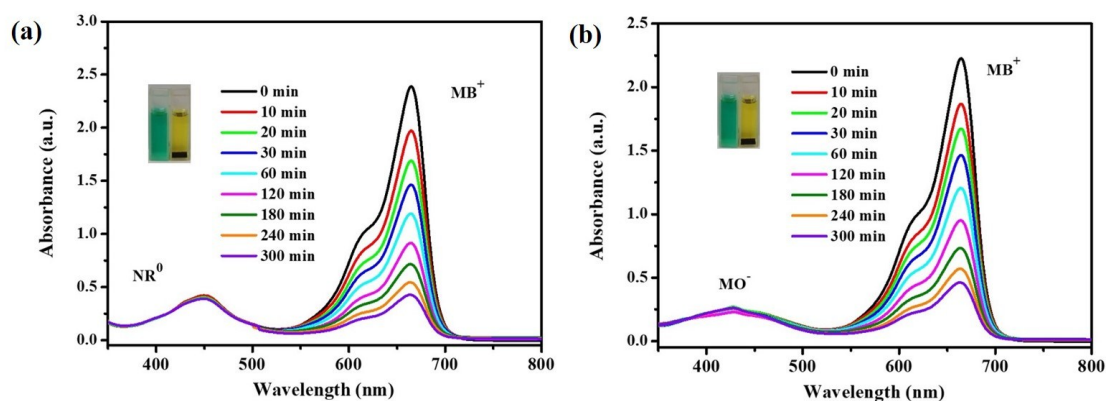 (a)
3.0
2.5
2.0
1.5
1.0
0.5
0.0
Absorbance (a.u.)
0 min
10 min
20 min
30 min
60 min
120 min
180 min
240 min
300 min
MB⁺
NR⁰
400 500 600 700 800
Wavelength (nm)
(b)
2.5
2.0
1.5
1.0
0.5
0.0
Absorbance (a.u.)
0 min
10 min
20 min
30 min
60 min
120 min
180 min
240 min
300 min
MB⁺
MO⁻
400 500 600 700 800
Wavelength (nm)